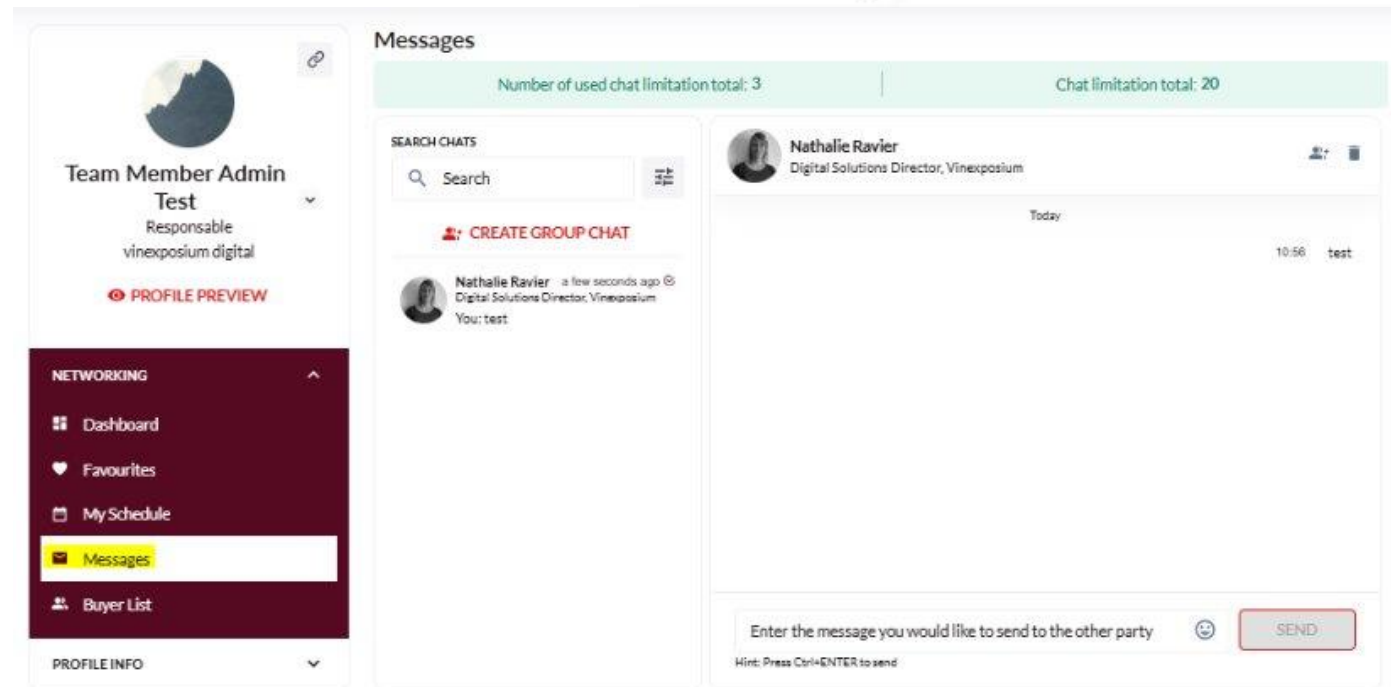 Messages
Number of used chat limitation total: 3
Chat limitation total: 20
Team Member Admin
Test
Responsable
vinexposium digital
PROFILE PREVIEW
NETWORKING
Dashboard
Favourites
My Schedule
Messages
Buyer List
PROFILE INFO
SEARCH CHATS
Search
CREATE GROUP CHAT
Nathalie Ravier a few seconds ago
Digital Solutions Director, Vinexposium
You: test
Nathalie Ravier
Digital Solutions Director, Vinexposium
Today
10:56 test
Enter the message you would like to send to the other party
SEND
Hint: Press Ctrl+ENTER to send